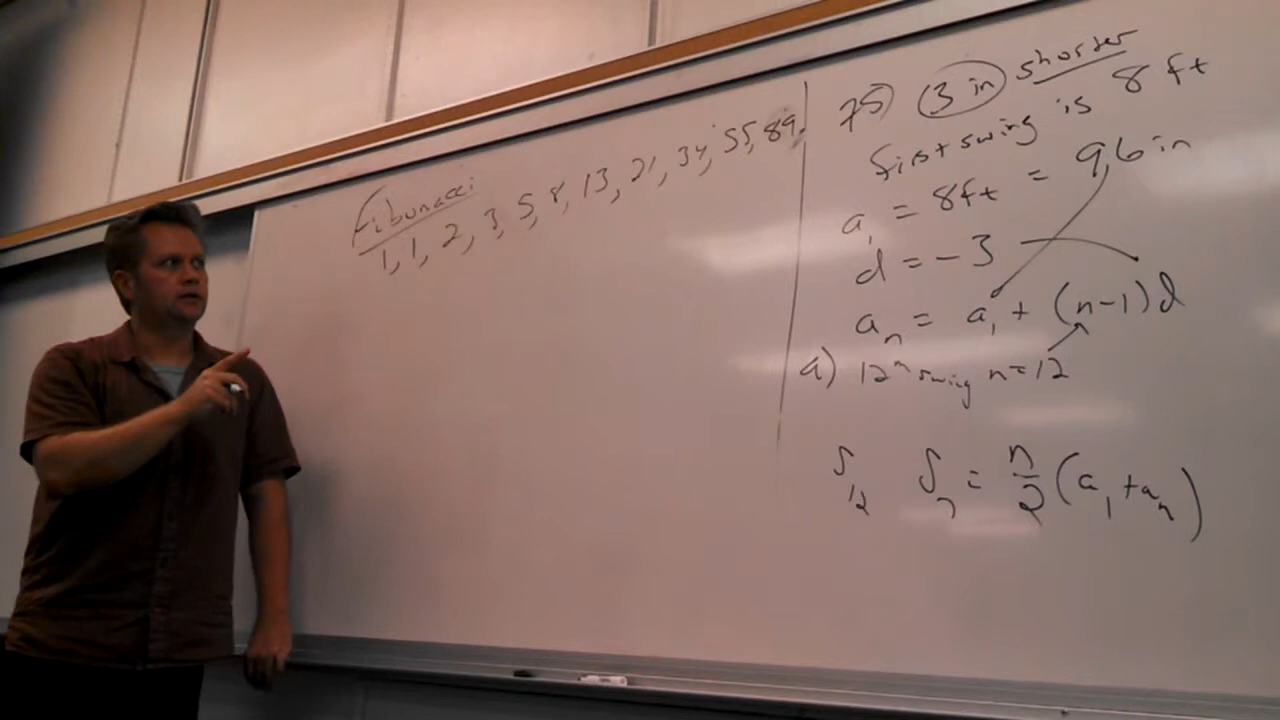 Fibonacci
1, 1, 2, 3, 5, 8, 13, 21, 34, 55, 89,
75) 3 in shorter
first swing is 8 ft
a₁ = 8ft = 96 in
d = -3
aₙ = a₁ + (n-1)d
a) 12ᵗʰ swing n=12
S₁₂ Sₙ = n/2 (a₁ + aₙ)